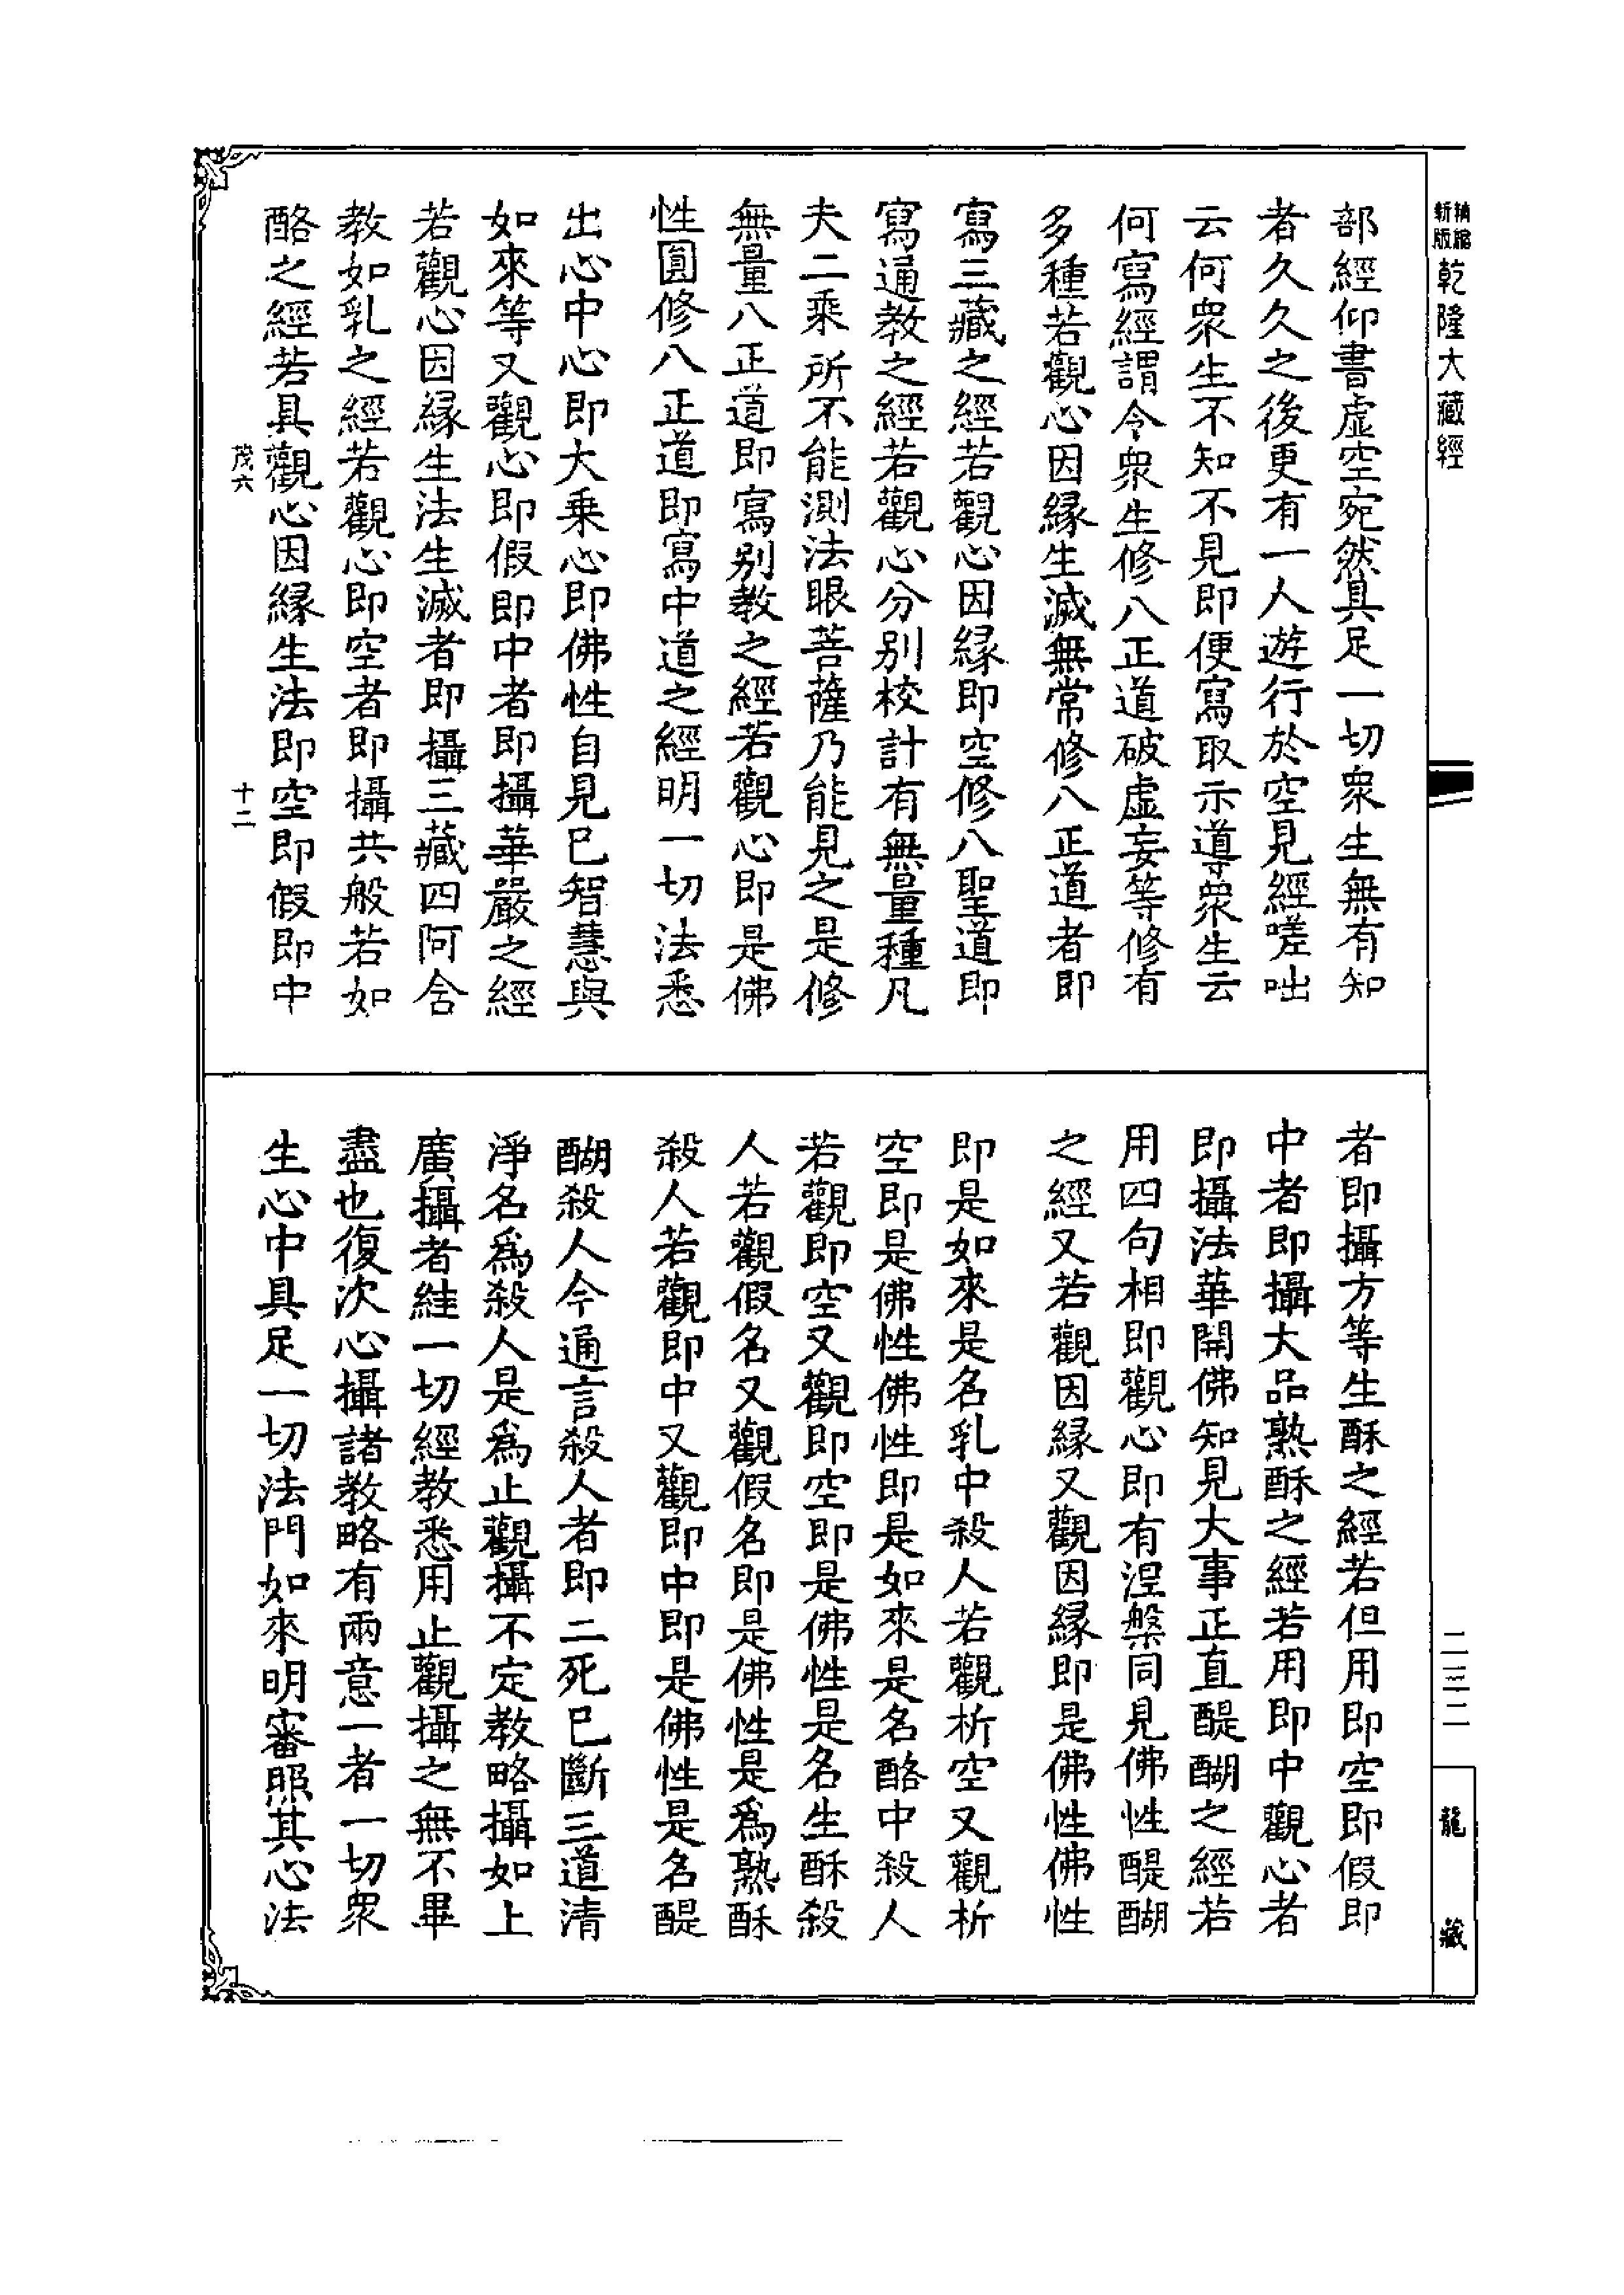 新版精縮乾隆大藏經
部經仰書虛空宛然具足一切衆生無有知
者久久之後更有一人遊行於空見經嗟咄
云何衆生不知不見即便寫取示導衆生云
何寫經謂令衆生修八正道破虛妄等修有
多種若觀心因緣生滅無常修八正道者即
寫三藏之經若觀心因緣即空修八聖道即
寫通教之經若觀心分別校計有無量種凡
夫二乘所不能測法眼菩薩乃能見之是修
無量八正道即寫別教之經若觀心即是佛
性圓修八正道即寫中道之經明一切法悉
出心中心即大乗心即佛性自見已智慧與
如來等又觀心即假即中者即攝華嚴之經
若觀心因緣生法生滅者即攝三藏四阿含
教如乳之經若觀心即空者即攝共般若如
酪之經若具觀心因緣生法即空即假即中
茂六 十二
者即攝方等生酥之經若但用即空即假即
中者即攝大品熟酥之經若用即中觀心者
即攝法華開佛知見大事正直醍醐之經若
用四句相即觀心即有涅槃同見佛性醍醐
之經又若觀因緣又觀因緣即是佛性佛性
即是如來是名乳中殺人若觀析空又觀析
空即是佛性佛性即是如來是名酪中殺人
若觀即空又觀即空即是佛性是名生酥殺
人若觀假名又觀假名即是佛性是爲熟酥
殺人若觀即中又觀即中即是佛性是名醍
醐殺人今通言殺人者即二死已斷三道清
淨名爲殺人是爲止觀攝不定教略攝如上
廣攝者絓一切經教悉用止觀攝之無不畢
盡也復次心攝諸教略有兩意一者一切衆
生心中具足一切法門如來明審照其心法
二三二
龍藏